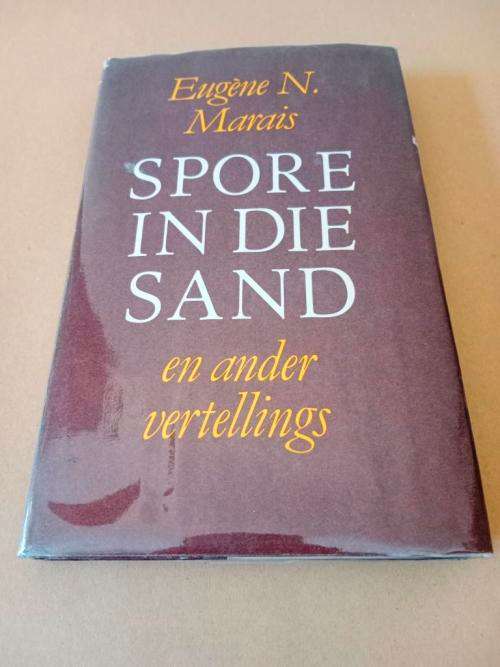 Eugène N.
Marais
SPORE
IN DIE
SAND
en ander
vertellings